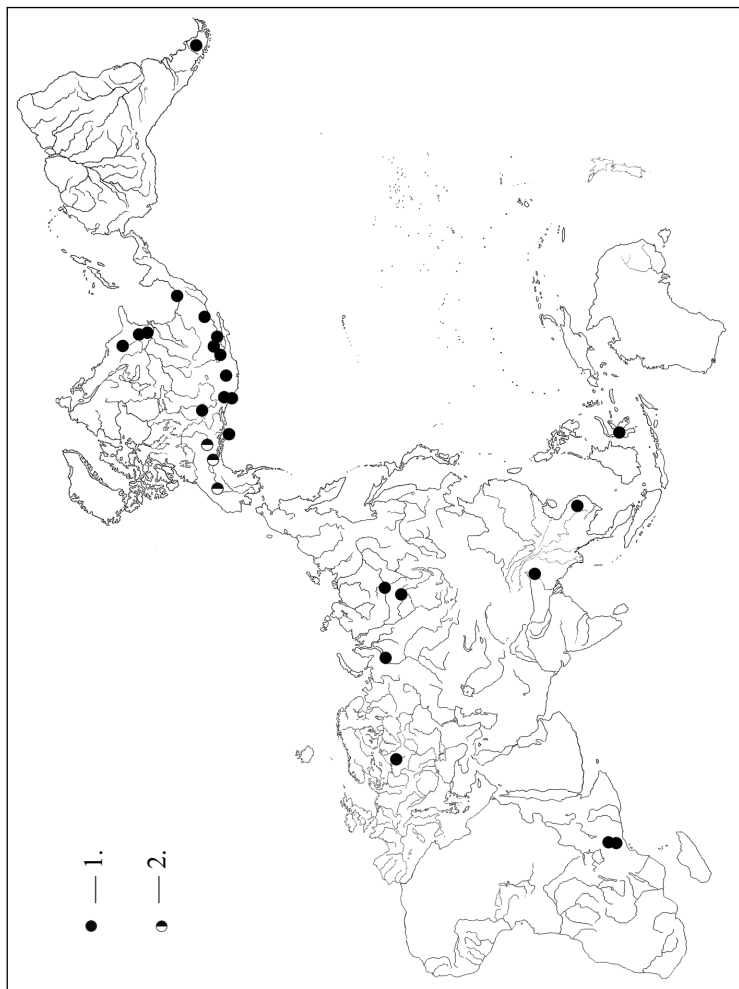 — 1.
— 2.